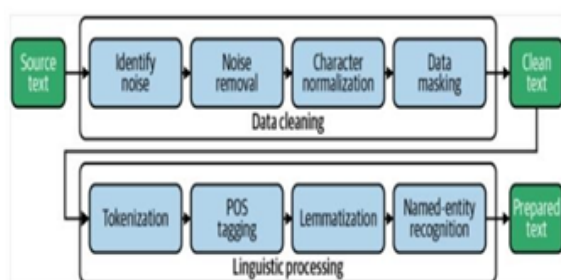 Source
text
Identify
noise
Noise
removal
Character
normalization
Data
masking
Clean
text
Data cleaning
Tokenization
POS
tagging
Lemmatization
Named-entity
recognition
Prepared
text
Linguistic processing